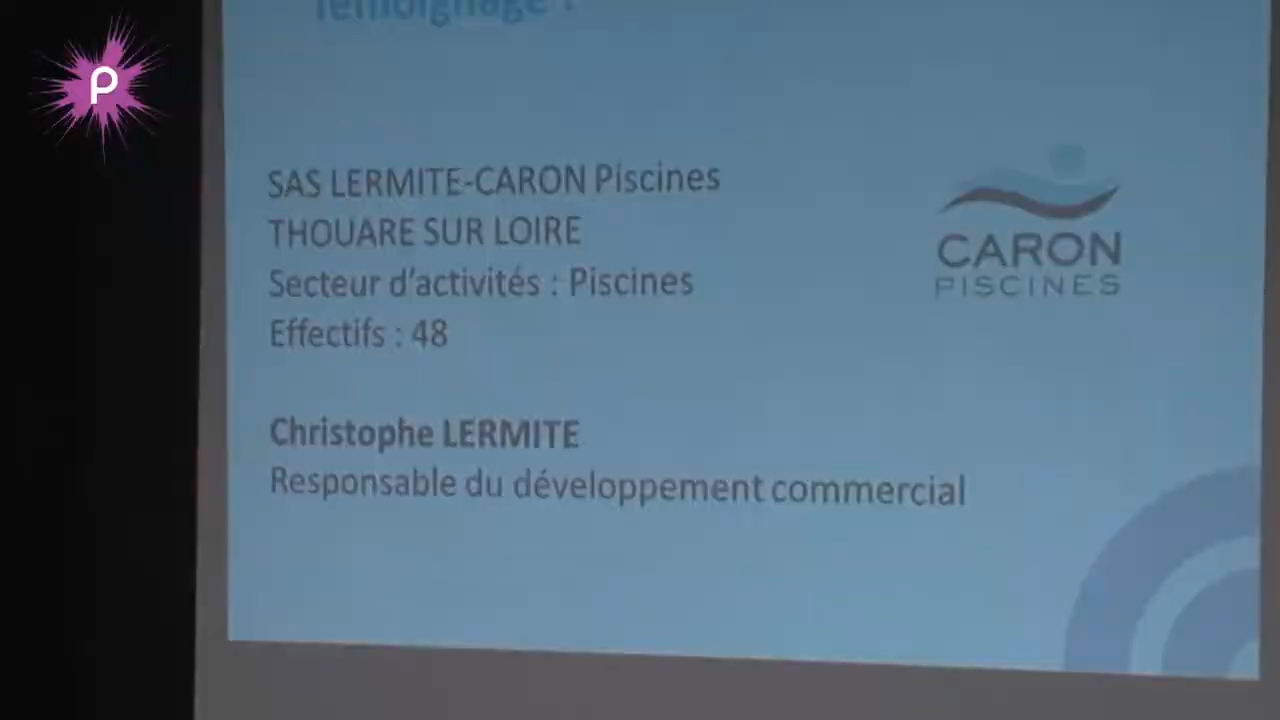 Témoignage :
P
SAS LERMITE-CARON Piscines
THOUARE SUR LOIRE
Secteur d'activités : Piscines
Effectifs : 48
CARON
PISCINES
Christophe LERMITE
Responsable du développement commercial